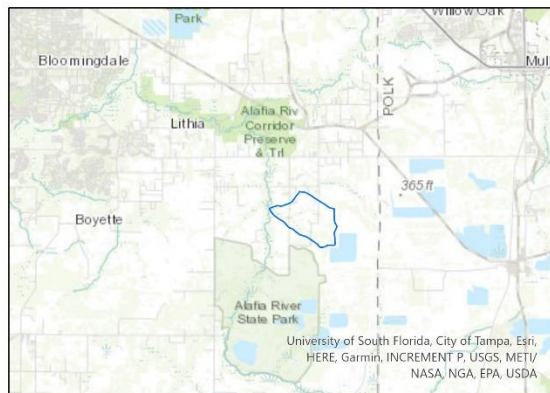 Park
Willow Oak
Bloomingdale
Mul
POLK
Alafia Riv
Corridor
Preserve
& Trl
Lithia
365 ft
Boyette
Alafia River
State Park
University of South Florida, City of Tampa, Esri,
HERE, Garmin, INCREMENT P, USGS, METI/
NASA, NGA, EPA, USDA